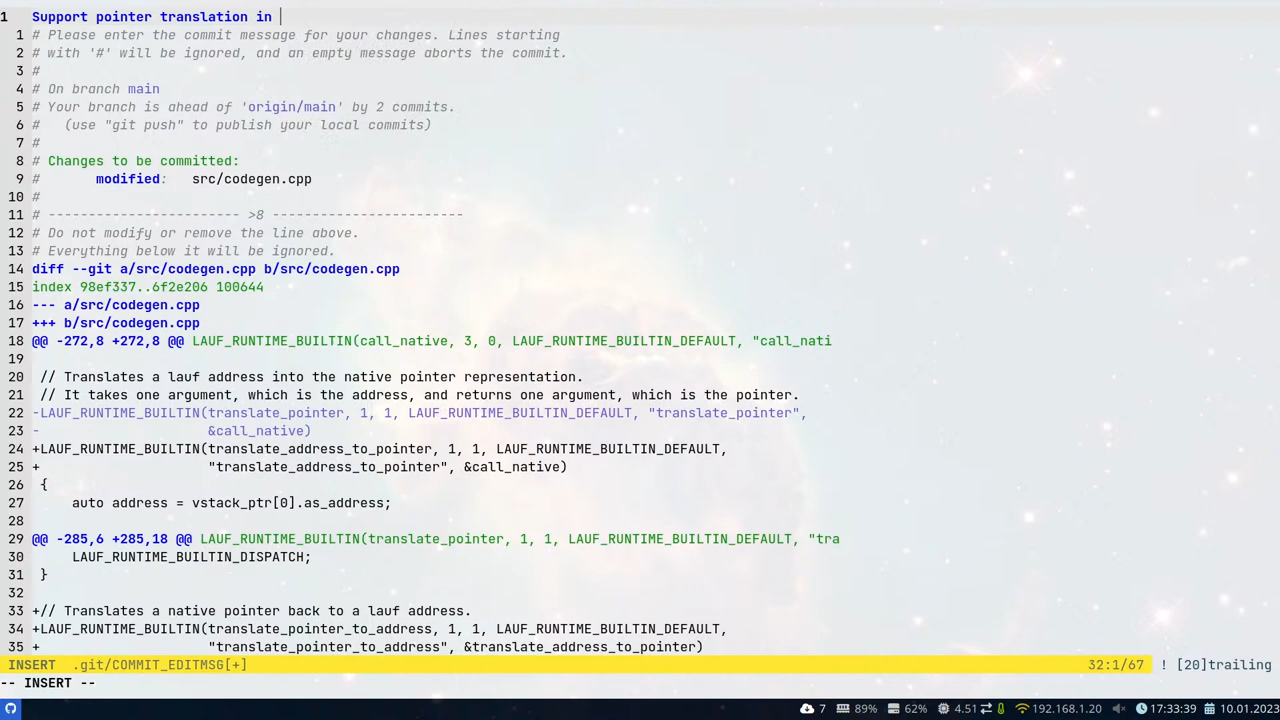 1   Support pointer translation in
1 # Please enter the commit message for your changes. Lines starting
2 # with '#' will be ignored, and an empty message aborts the commit.
3 #
4 # On branch main
5 # Your branch is ahead of 'origin/main' by 2 commits.
6 #   (use "git push" to publish your local commits)
7 #
8 # Changes to be committed:
9 #       modified:   src/codegen.cpp
10 #
11 # ------------------------ >8 ------------------------
12 # Do not modify or remove the line above.
13 # Everything below it will be ignored.
14 diff --git a/src/codegen.cpp b/src/codegen.cpp
15 index 98ef337..6f2e206 100644
16 --- a/src/codegen.cpp
17 +++ b/src/codegen.cpp
18 @@ -272,8 +272,8 @@ LAUF_RUNTIME_BUILTIN(call_native, 3, 0, LAUF_RUNTIME_BUILTIN_DEFAULT, "call_nati
19
20  // Translates a lauf address into the native pointer representation.
21  // It takes one argument, which is the address, and returns one argument, which is the pointer.
22 -LAUF_RUNTIME_BUILTIN(translate_pointer, 1, 1, LAUF_RUNTIME_BUILTIN_DEFAULT, "translate_pointer",
23 -                     &call_native)
24 +LAUF_RUNTIME_BUILTIN(translate_address_to_pointer, 1, 1, LAUF_RUNTIME_BUILTIN_DEFAULT,
25 +                     "translate_address_to_pointer", &call_native)
26  {
27      auto address = vstack_ptr[0].as_address;
28
29 @@ -285,6 +285,18 @@ LAUF_RUNTIME_BUILTIN(translate_pointer, 1, 1, LAUF_RUNTIME_BUILTIN_DEFAULT, "tra
30      LAUF_RUNTIME_BUILTIN_DISPATCH;
31  }
32
33 +// Translates a native pointer back to a lauf address.
34 +LAUF_RUNTIME_BUILTIN(translate_pointer_to_address, 1, 1, LAUF_RUNTIME_BUILTIN_DEFAULT,
35 +                     "translate_pointer_to_address", &translate_address_to_pointer)
INSERT  .git/COMMIT_EDITMSG[+] 32:1/67 ! [20]trailing
-- INSERT --
7 89% 62% 4.51 192.168.1.20 17:33:39 10.01.2023